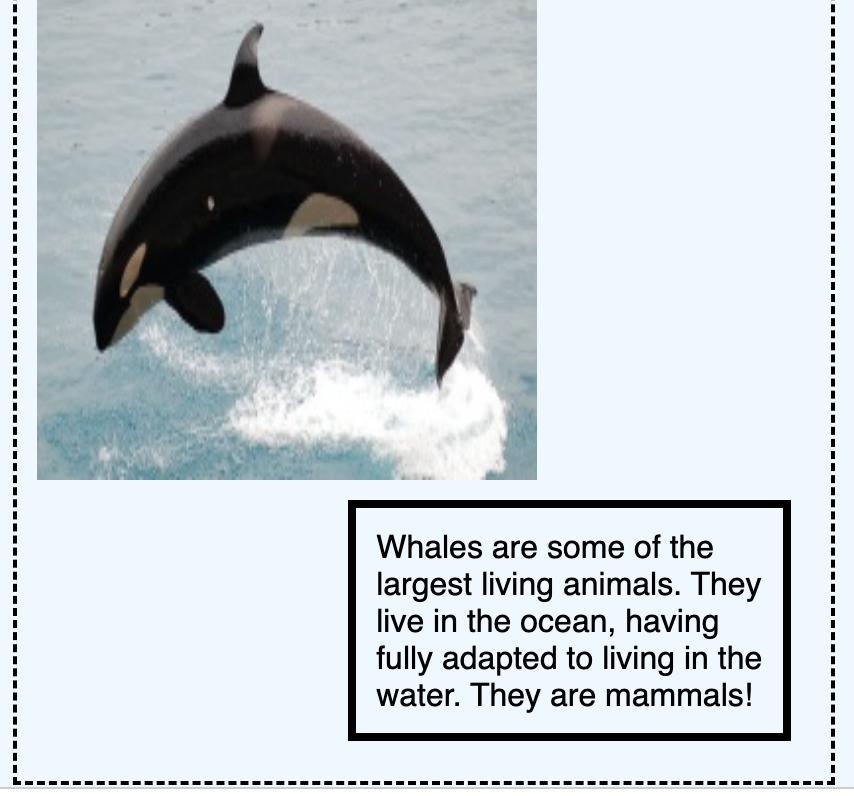 Whales are some of the
largest living animals. They
live in the ocean, having
fully adapted to living in the
water. They are mammals!